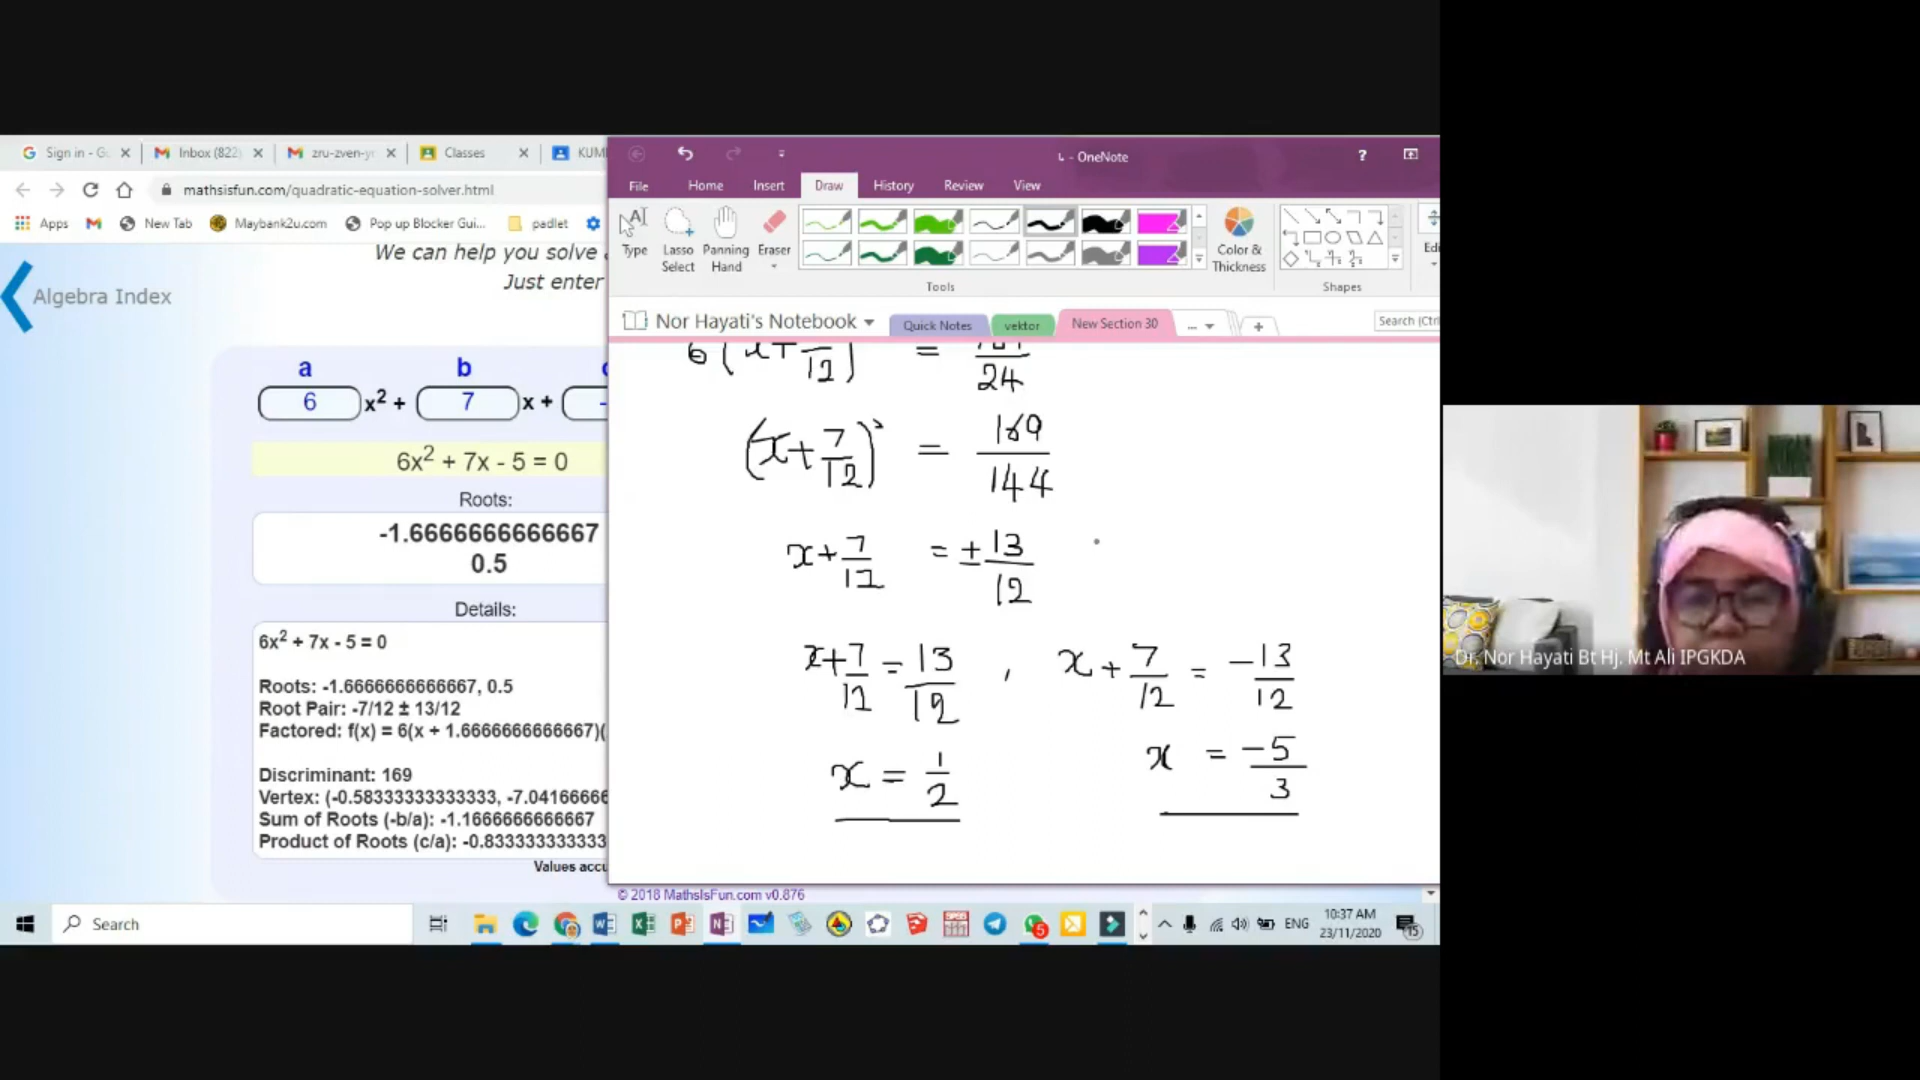 Sign in - G
Inbox (822)
zru-zven-yr
Classes
KUM
mathsisfun.com/quadratic-equation-solver.html
Apps
New Tab
Maybank2u.com
Pop up Blocker Gui...
padlet
We can help you solve
Just enter
Algebra Index
a
b
6 x² + 7 x + -
6x² + 7x - 5 = 0
Roots:
-1.6666666666667
0.5
Details:
6x² + 7x - 5 = 0
Roots: -1.6666666666667, 0.5
Root Pair: -7/12 ± 13/12
Factored: f(x) = 6(x + 1.6666666666667)(
Discriminant: 169
Vertex: (-0.58333333333333, -7.04166666
Sum of Roots (-b/a): -1.1666666666667
Product of Roots (c/a): -0.833333333333
Values accu
© 2018 MathsIsFun.com v0.876
- OneNote
?
File
Home
Insert
Draw
History
Review
View
Type
Lasso Select
Panning Hand
Eraser
Color & Thickness
Edi
Tools
Shapes
Nor Hayati's Notebook
Quick Notes
vektor
New Section 30
...
+
Search (Ctrl
(x + 7/12)² = 169/144
x + 7/12 = ± 13/12
x + 7/12 = 13/12 , x + 7/12 = -13/12
x = 1/2
x = -5/3
Search
5
ENG
10:37 AM
23/11/2020
15
Dr. Nor Hayati Bt Hj. Mt Ali IPGKDA